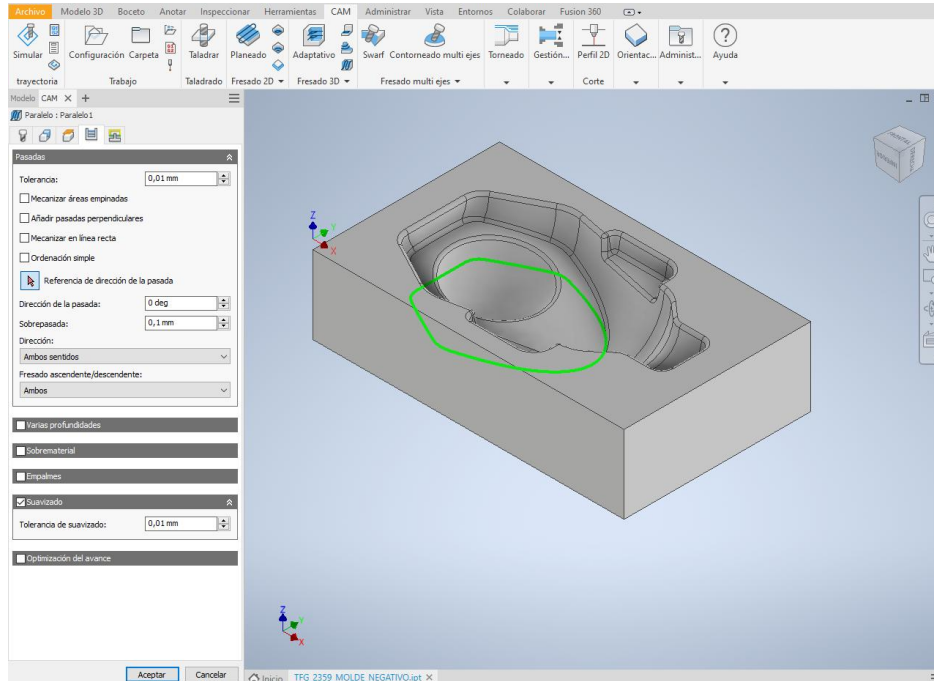 Archivo Modelo 3D Boceto Anotar Inspeccionar Herramientas CAM Administrar Vista Entornos Colaborar Fusion 360
Simular Configuración Carpeta Taladrar Planeado Adaptativo Swarf Contorneado multi ejes Torneado Gestión... Perfil 2D Orientac... Administ... Ayuda
trayectoria Trabajo Taladrado Fresado 2D Fresado 3D Fresado multi ejes Corte
Modelo CAM X +
Paralelo : Paralelo1
Pasadas
Tolerancia: 0,01 mm
Mecanizar áreas empinadas
Añadir pasadas perpendiculares
Mecanizar en línea recta
Ordenación simple
Referencia de dirección de la pasada
Dirección de la pasada: 0 deg
Sobrepasada: 0,1 mm
Dirección:
Ambos sentidos
Fresado ascendente/descendente:
Ambos
Varias profundidades
Sobrematerial
Empalmes
Suavizado
Tolerancia de suavizado: 0,01 mm
Optimización del avance
Z
Y
X
Z
Y
X
Aceptar Cancelar
Inicio TFG 2359 MOLDE NEGATIVO.ipt X